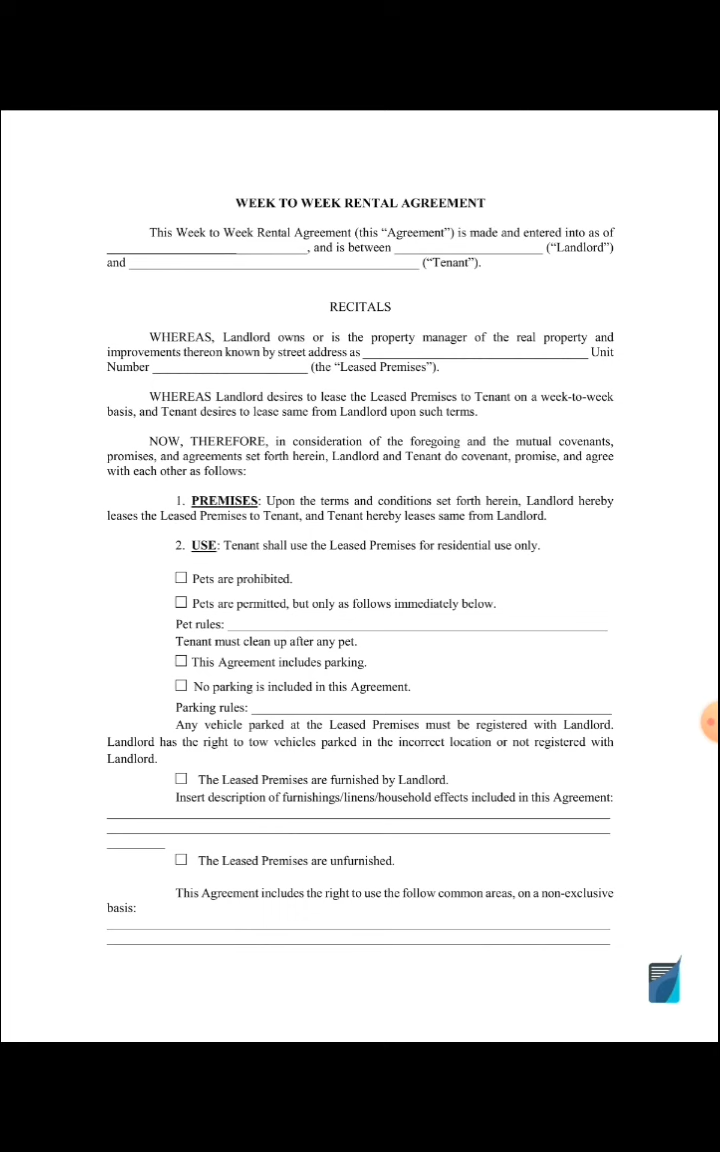 WEEK TO WEEK RENTAL AGREEMENT
This Week to Week Rental Agreement (this “Agreement”) is made and entered into as of
______________________________, and is between ______________________ (“Landlord”)
and ___________________________________________ (“Tenant”).
RECITALS
WHEREAS, Landlord owns or is the property manager of the real property and
improvements thereon known by street address as __________________________________ Unit
Number _______________________ (the “Leased Premises”).
WHEREAS Landlord desires to lease the Leased Premises to Tenant on a week-to-week
basis, and Tenant desires to lease same from Landlord upon such terms.
NOW, THEREFORE, in consideration of the foregoing and the mutual covenants,
promises, and agreements set forth herein, Landlord and Tenant do covenant, promise, and agree
with each other as follows:
1. PREMISES: Upon the terms and conditions set forth herein, Landlord hereby
leases the Leased Premises to Tenant, and Tenant hereby leases same from Landlord.
2. USE: Tenant shall use the Leased Premises for residential use only.
☐ Pets are prohibited.
☐ Pets are permitted, but only as follows immediately below.
Pet rules: _________________________________________________________
Tenant must clean up after any pet.
☐ This Agreement includes parking.
☐ No parking is included in this Agreement.
Parking rules: ______________________________________________________
Any vehicle parked at the Leased Premises must be registered with Landlord.
Landlord has the right to tow vehicles parked in the incorrect location or not registered with
Landlord.
☐ The Leased Premises are furnished by Landlord.
Insert description of furnishings/linens/household effects included in this Agreement:
☐ The Leased Premises are unfurnished.
This Agreement includes the right to use the follow common areas, on a non-exclusive
basis: